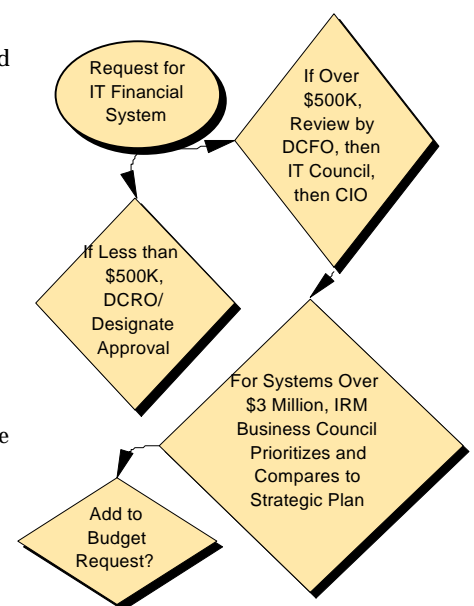 Request for
IT Financial
System
If Over
$500K,
Review by
DCFO, then
IT Council,
then CIO
If Less than
$500K,
DCRO/
Designate
Approval
For Systems Over
$3 Million, IRM
Business Council
Prioritizes and
Compares to
Strategic Plan
Add to
Budget
Request?